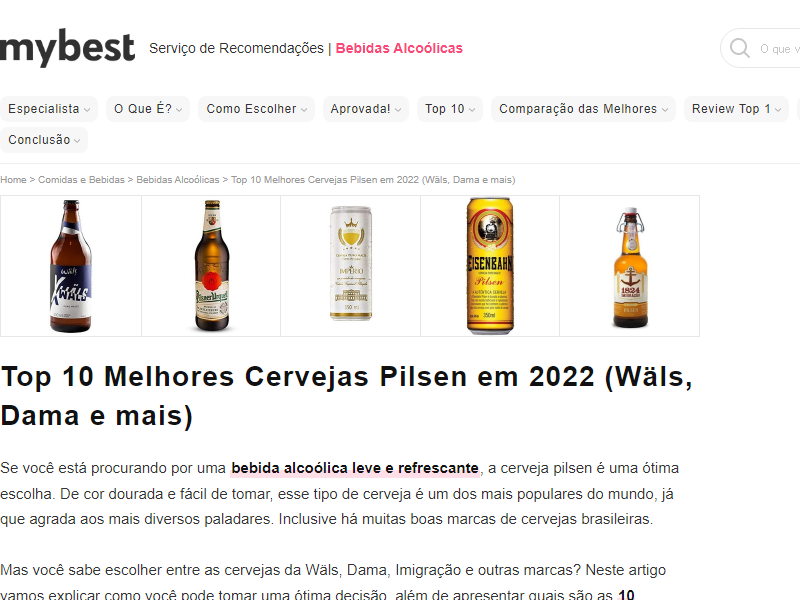 mybest
Serviço de Recomendações | Bebidas Alcoólicas
O que v
Especialista
O Que É?
Como Escolher
Aprovada!
Top 10
Comparação das Melhores
Review Top 1
Conclusão
Home > Comidas e Bebidas > Bebidas Alcoólicas > Top 10 Melhores Cervejas Pilsen em 2022 (Wäls, Dama e mais)
Wäls
IMPÉRIO
350 ml
EISENBAHN
Pilsen
350ml
1824
Top 10 Melhores Cervejas Pilsen em 2022 (Wäls,
Dama e mais)
Se você está procurando por uma bebida alcoólica leve e refrescante, a cerveja pilsen é uma ótima
escolha. De cor dourada e fácil de tomar, esse tipo de cerveja é um dos mais populares do mundo, já
que agrada aos mais diversos paladares. Inclusive há muitas boas marcas de cervejas brasileiras.
Mas você sabe escolher entre as cervejas da Wäls, Dama, Imigração e outras marcas? Neste artigo
vamos explicar como você pode tomar uma ótima decisão, além de apresentar quais são as 10